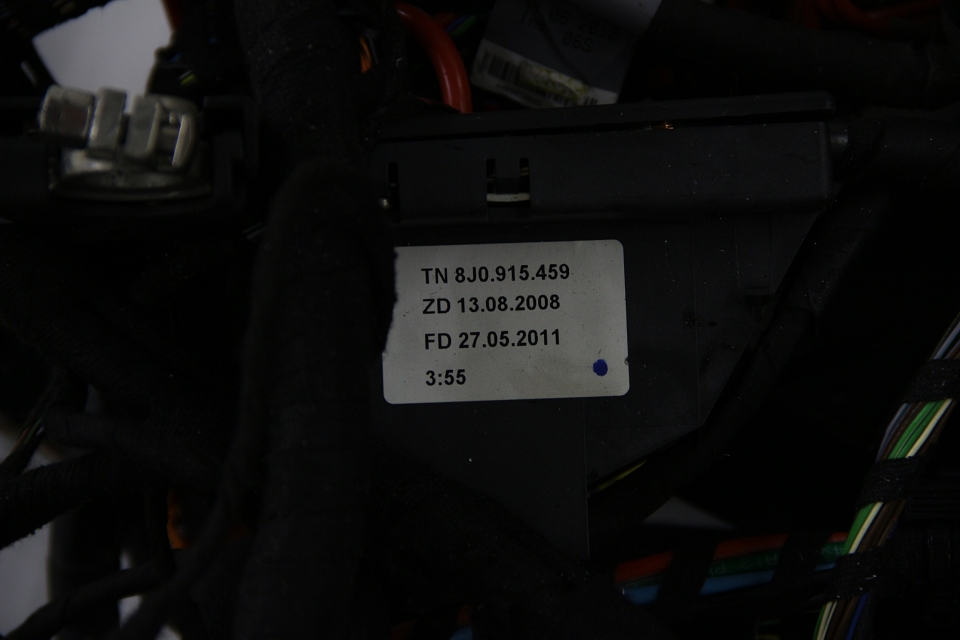 TN 8J0.915.459
ZD 13.08.2008
FD 27.05.2011
3:55